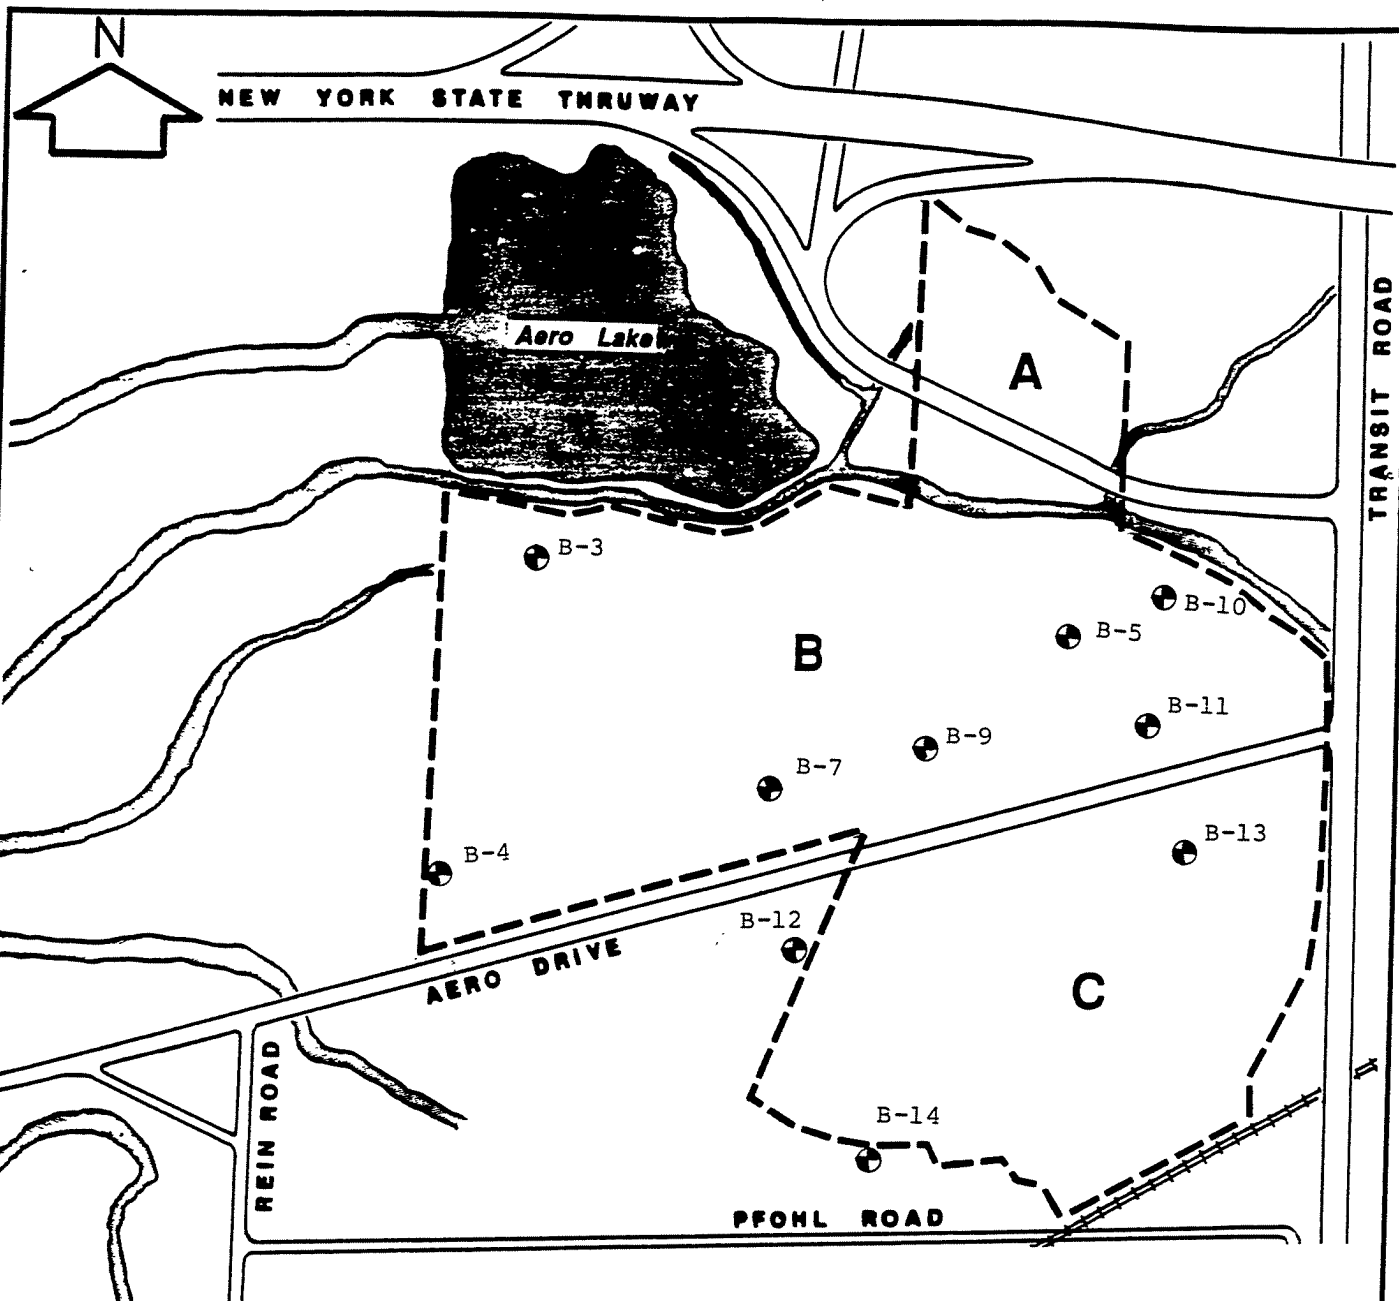 N
NEW YORK STATE THRUWAY
Aero Lake
A
TRANSIT ROAD
B-3
B-10
B-5
B
B-11
B-9
B-7
B-13
B-4
B-12
AERO DRIVE
C
REIN ROAD
B-14
PFOHL ROAD